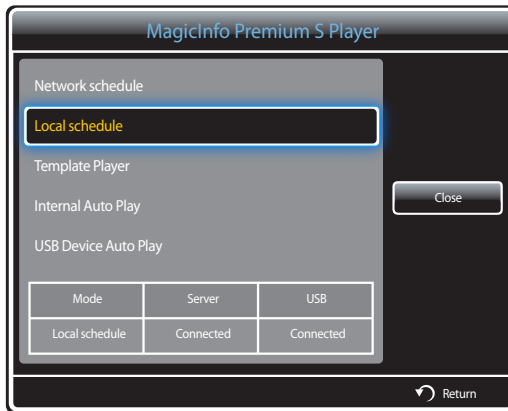 MagicInfo Premium S Player
Network schedule
Local schedule
Template Player
Internal Auto Play
USB Device Auto Play
Close
Mode Server USB
Local schedule Connected Connected
Return